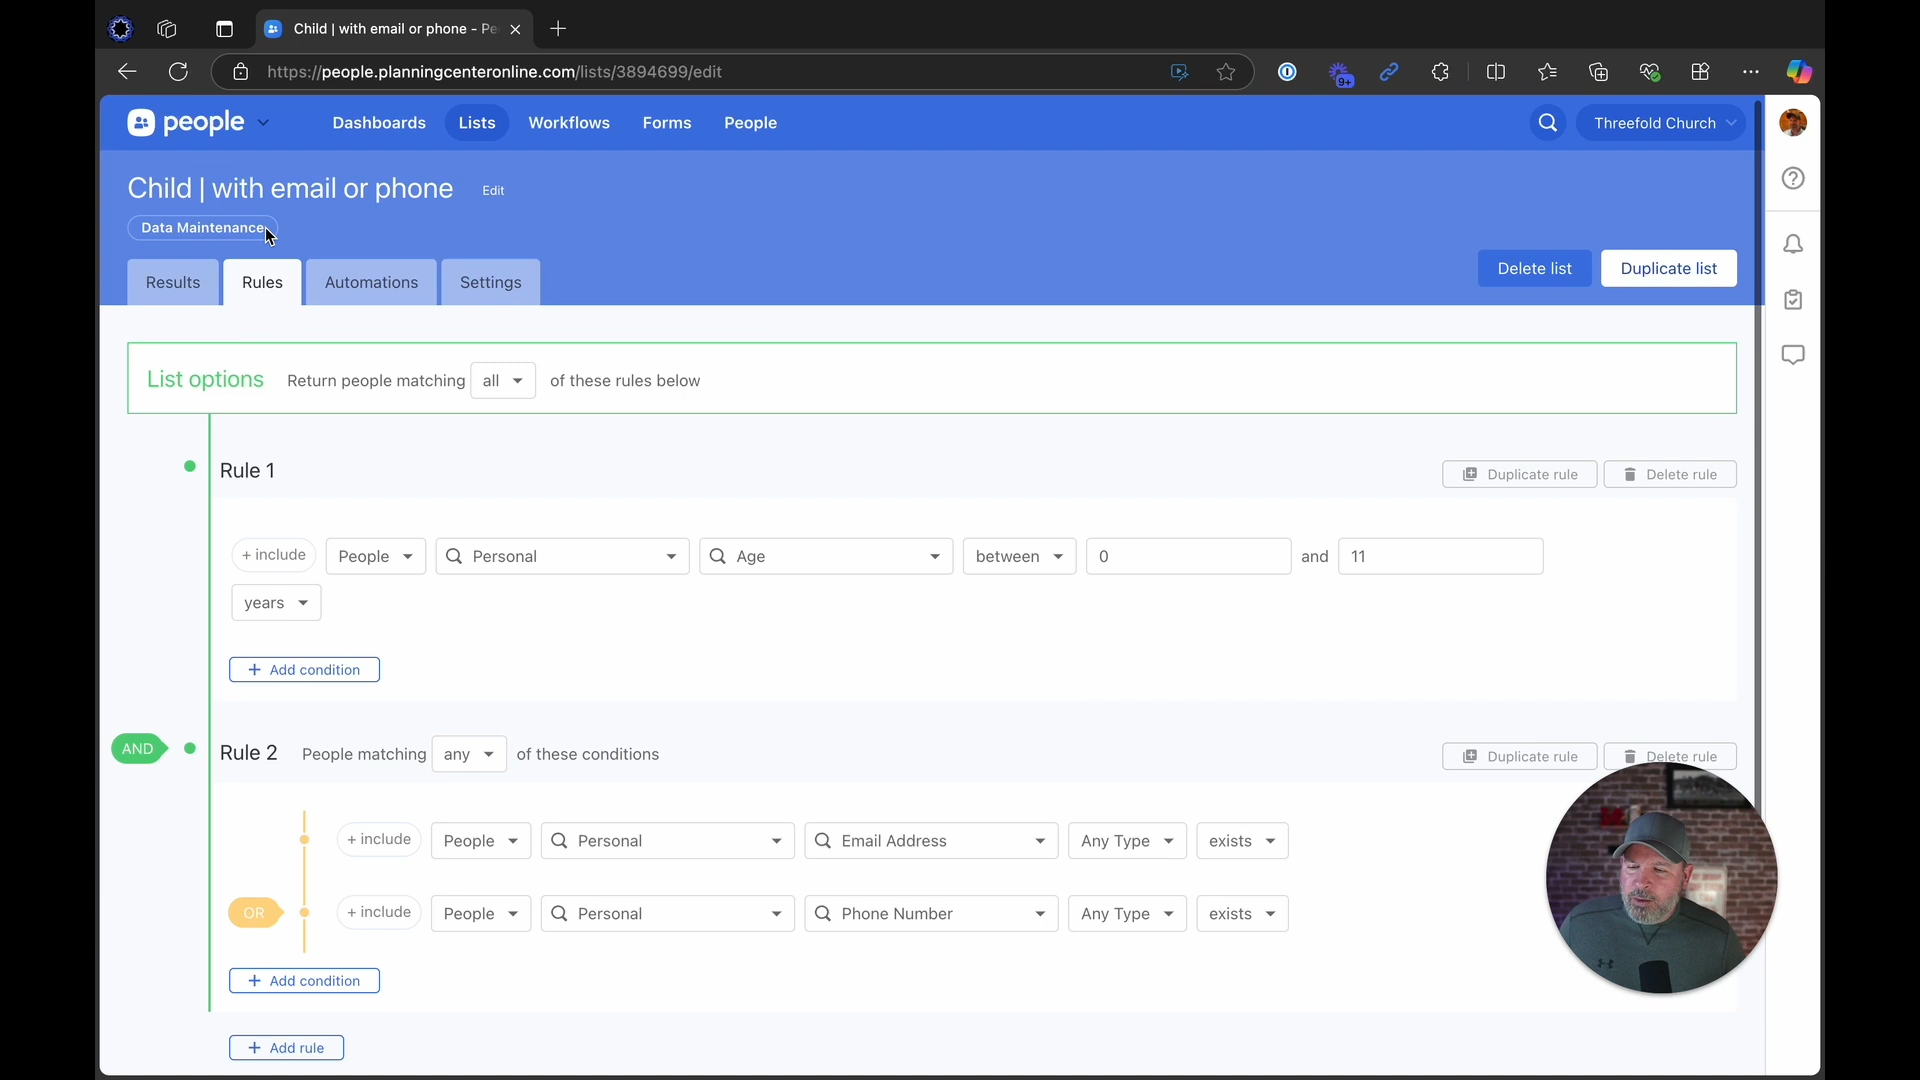 Child | with email or phone - Pe
https://people.planningcenteronline.com/lists/3894699/edit
9+
people Dashboards Lists Workflows Forms People Threefold Church
Child | with email or phone Edit
Data Maintenance
Results Rules Automations Settings Delete list Duplicate list
List options Return people matching all of these rules below
Rule 1 Duplicate rule Delete rule
+ include People Personal Age between 0 and 11
years
+ Add condition
AND Rule 2 People matching any of these conditions Duplicate rule Delete rule
+ include People Personal Email Address Any Type exists
OR + include People Personal Phone Number Any Type exists
+ Add condition
+ Add rule